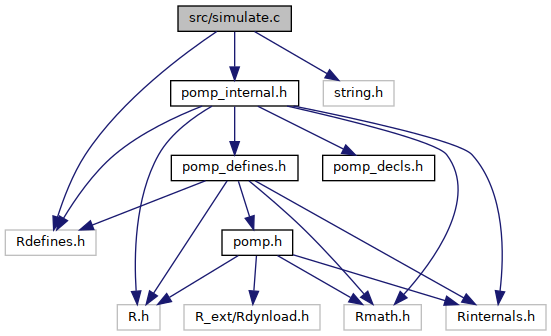 src/simulate.c
pomp_internal.h
string.h
pomp_defines.h
pomp_decls.h
Rdefines.h
pomp.h
R.h
R_ext/Rdynload.h
Rmath.h
Rinternals.h